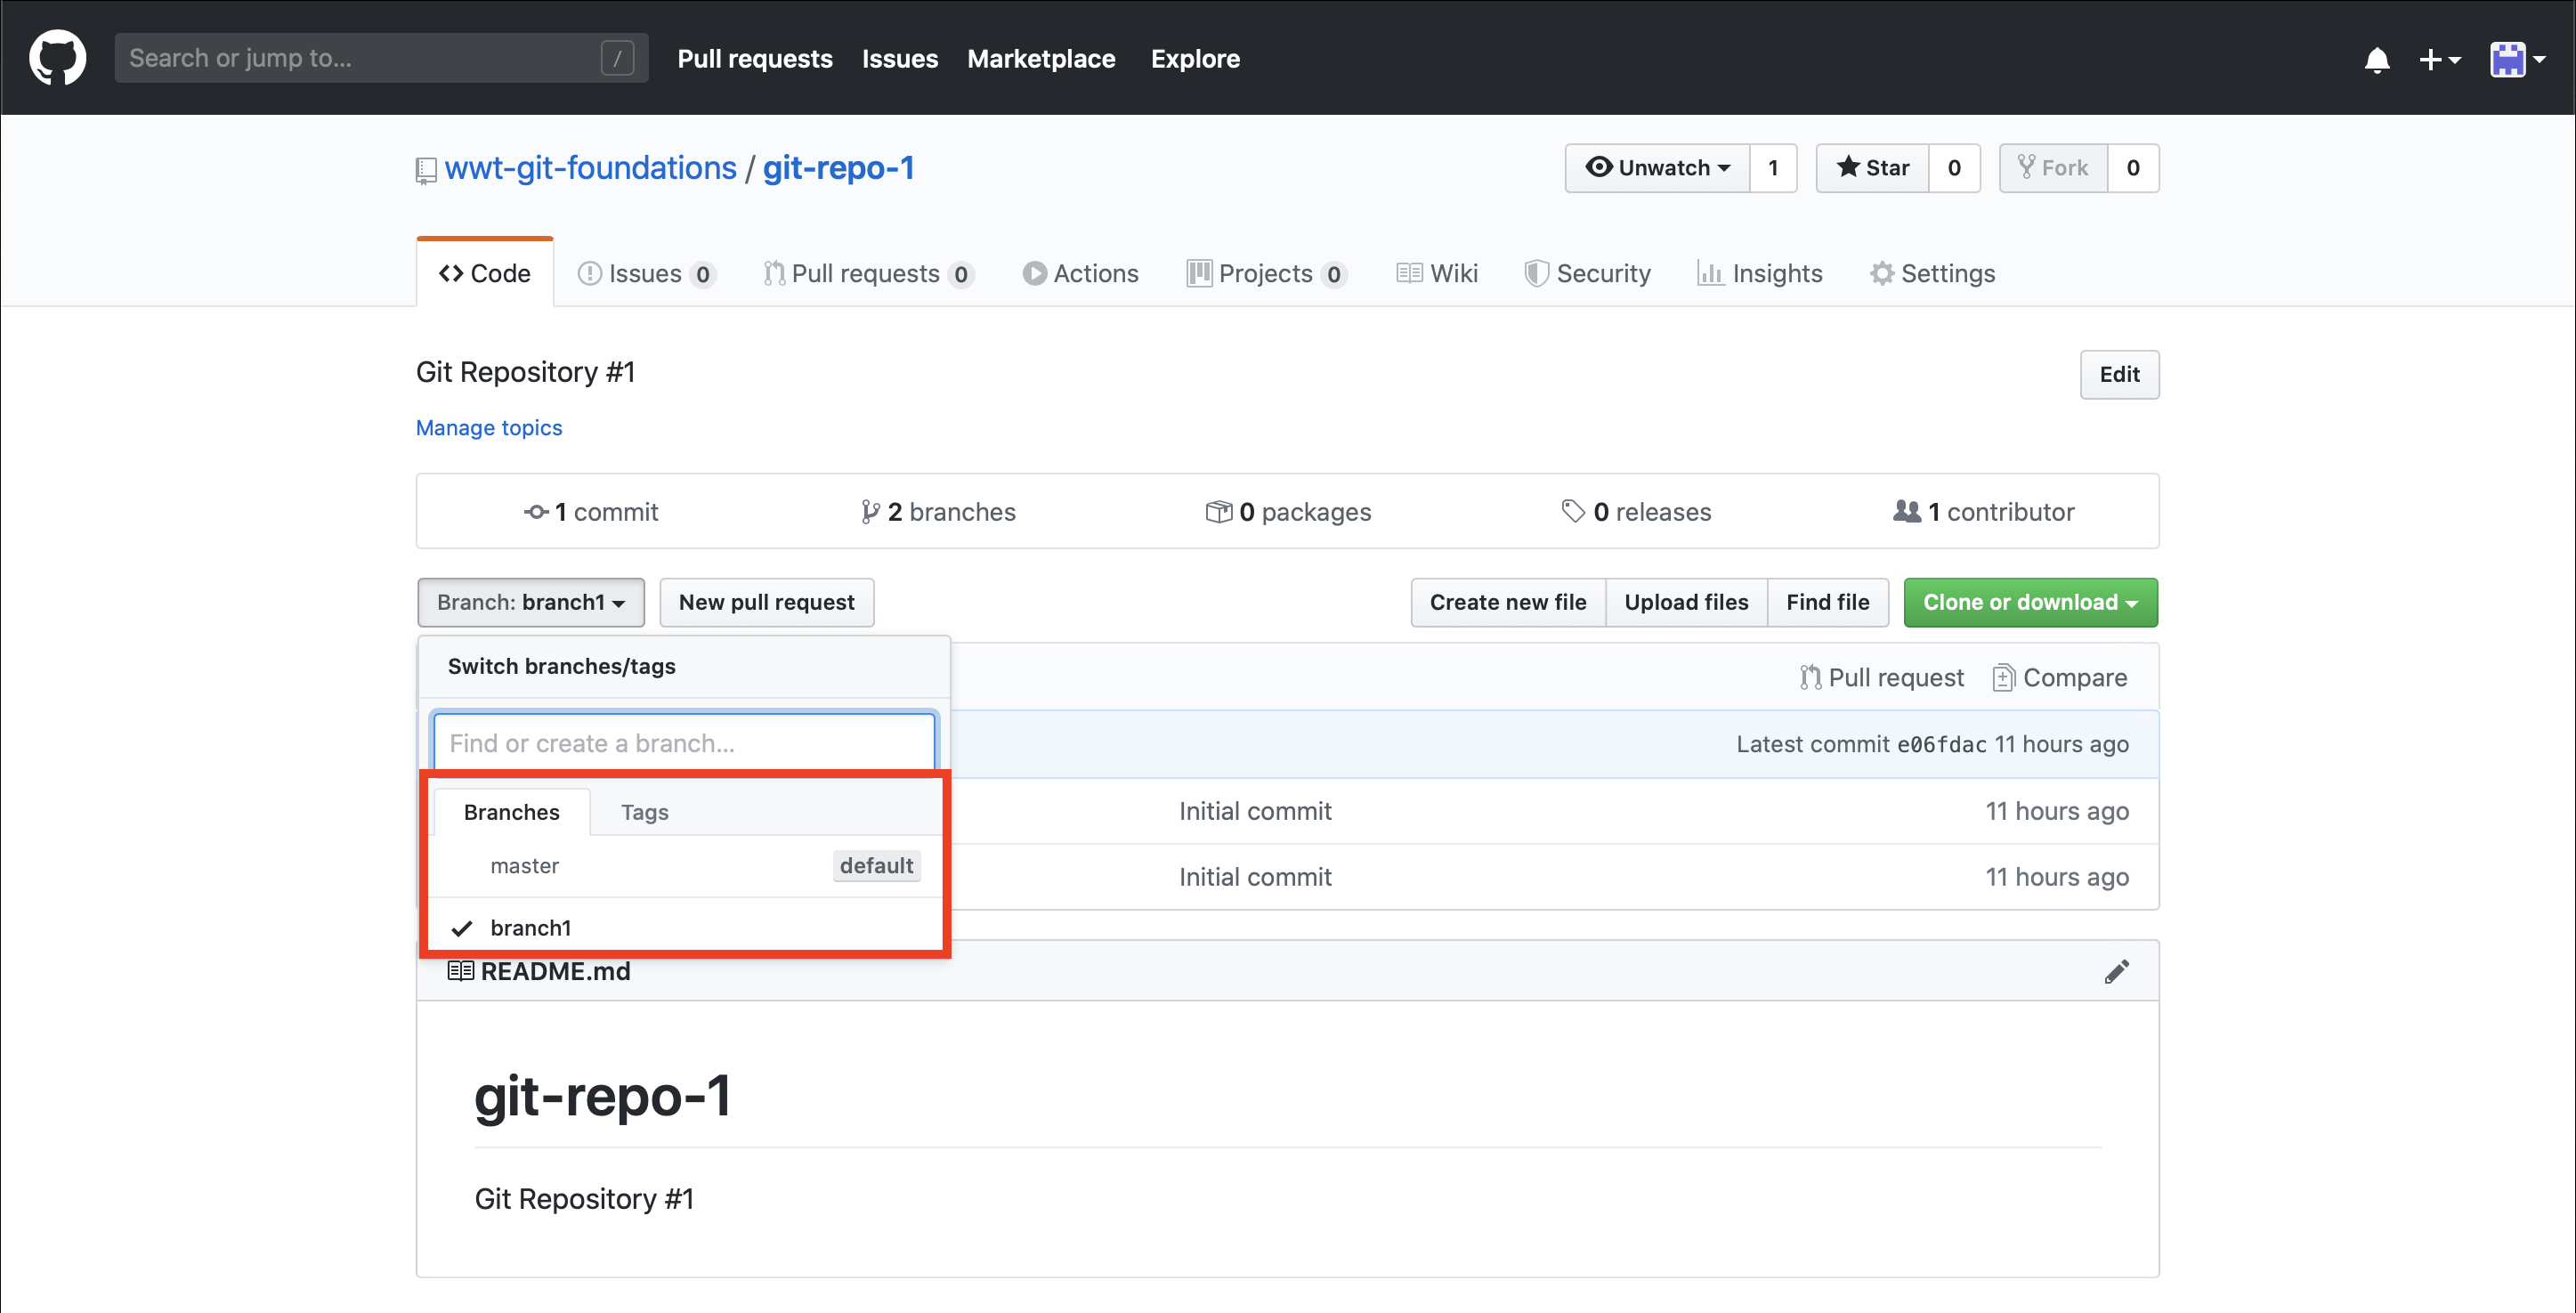 Search or jump to... /
Pull requests Issues Marketplace Explore
wwt-git-foundations / git-repo-1
Unwatch 1 Star 0 Fork 0
Code Issues 0 Pull requests 0 Actions Projects 0 Wiki Security Insights Settings
Git Repository #1
Edit
Manage topics
1 commit 2 branches 0 packages 0 releases 1 contributor
Branch: branch1 New pull request Create new file Upload files Find file Clone or download
Switch branches/tags
Pull request Compare
Find or create a branch...
Latest commit e06fdac 11 hours ago
Branches Tags
Initial commit 11 hours ago
master default
Initial commit 11 hours ago
branch1
README.md
git-repo-1
Git Repository #1